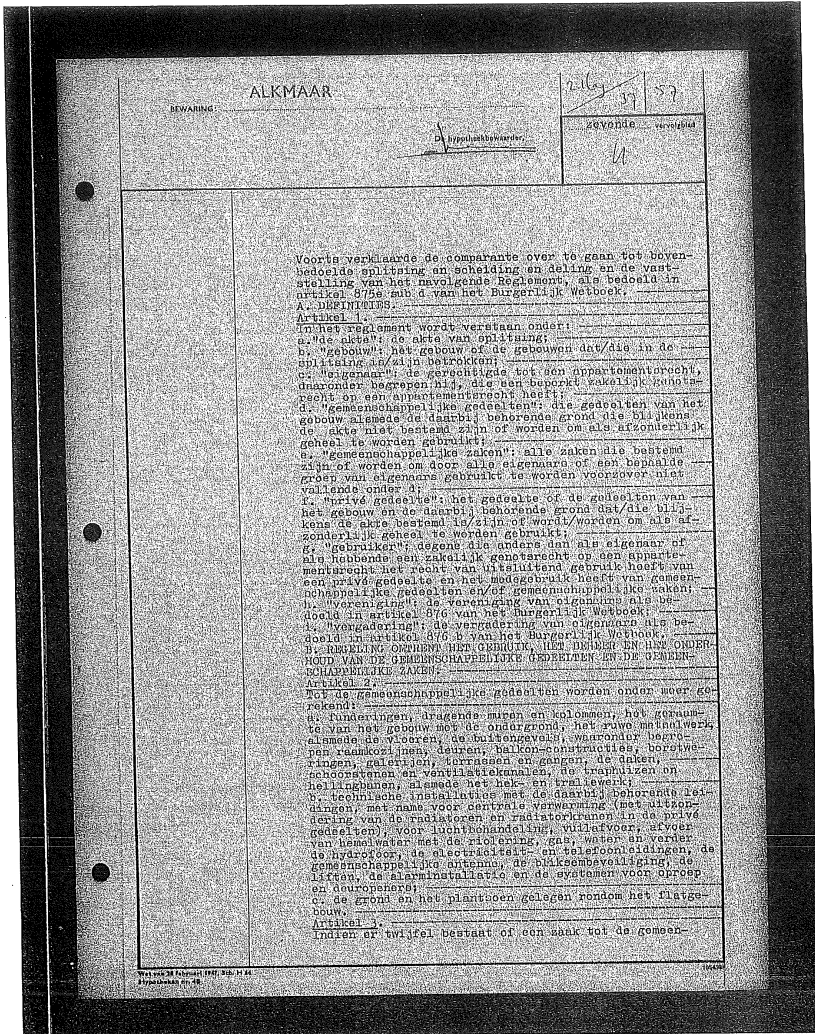 ALKMAAR
BEWARING:
37 57
De hypotheekbewaarder,
zevende vervolgblad
Voorts verklaarde de comparante over te gaan tot boven-
bedoelde splitsing en scheiding en deling en de vast-
stelling van het navolgende Reglement, als bedoeld in
artikel 875e sub d van het Burgerlijk Wetboek.
A. DEFINITIES.
Artikel 1.
In het reglement wordt verstaan onder:
a."de akte": de akte van splitsing;
b. "gebouw": het gebouw of de gebouwen dat/die in de
splitsing is/zijn betrokken;
c. "eigenaar": de gerechtigde tot een appartementsrecht,
daaronder begrepen hij, die een beperkt zakelijk genots-
recht op een appartementsrecht heeft;
d. "gemeenschappelijke gedeelten": die gedeelten van het
gebouw alsmede de daarbij behorende grond die blijkens
de akte niet bestemd zijn of worden om als afzonderlijk
geheel te worden gebruikt;
e. "gemeenschappelijke zaken": alle zaken die bestemd
zijn of worden om door alle eigenaars of een bepaalde
groep van eigenaars gebruikt te worden voorzover niet
vallende onder d;
f. "privé gedeelte": het gedeelte of de gedeelten van
het gebouw en de daarbij behorende grond dat/die blij-
kens de akte bestemd is/zijn of wordt/worden om als af-
zonderlijk geheel te worden gebruikt;
g. "gebruiker": degene die anders dan als eigenaar of
als hebbende een zakelijk genotsrecht op een apparte-
mentsrecht het recht van uitsluitend gebruik heeft van
een privé gedeelte en het medegebruik heeft van gemeen-
schappelijke gedeelten en/of gemeenschappelijke zaken;
h. "vereniging": de vereniging van eigenaars als be-
doeld in artikel 876 van het Burgerlijk Wetboek;
i. "vergadering": de vergadering van eigenaars als be-
doeld in artikel 876 b van het Burgerlijk Wetboek.
B. REGELING OMTRENT HET GEBRUIK, HET BEHEER EN HET ONDER-
HOUD VAN DE GEMEENSCHAPPELIJKE GEDEELTEN EN DE GEMEEN-
SCHAPPELIJKE ZAKEN.
Artikel 2.
Tot de gemeenschappelijke gedeelten worden onder meer ge-
rekend:
a. funderingen, dragende muren en kolommen, het geraam-
te van het gebouw met de ondergrond, het ruwe metselwerk
alsmede de vloeren, de buitengevels, waaronder begre-
pen raamkozijnen, deuren, balkon-constructies, borstwe-
ringen, galerijen, terrassen en gangen, de daken,
schoorstenen en ventilatiekanalen, de traphuizen en
hellingbanen, alsmede het hek- en traliewerk;
b. technische installaties met de daarbij behorende lei-
dingen, met name voor centrale verwarming (met uitzon-
dering van de radiatoren en radiatorkranen in de privé
gedeelten), voor luchtbehandeling, vuilafvoer, afvoer
van hemelwater met de riolering, gas, water en verder
de hydrofoor, de electriciteit- en telefoonleidingen, de
gemeenschappelijke antenne, de bliksembeveiliging, de
liften, de alarminstallatie en de systemen voor oproep
en deuropeners;
c. de grond en het plantsoen gelegen rondom het flatge-
bouw.
Artikel 3.
Indien er twijfel bestaat of een zaak tot de gemeen-
Wet van 28 februari 1947, Stb. H 64
Hypotheken nr. 48